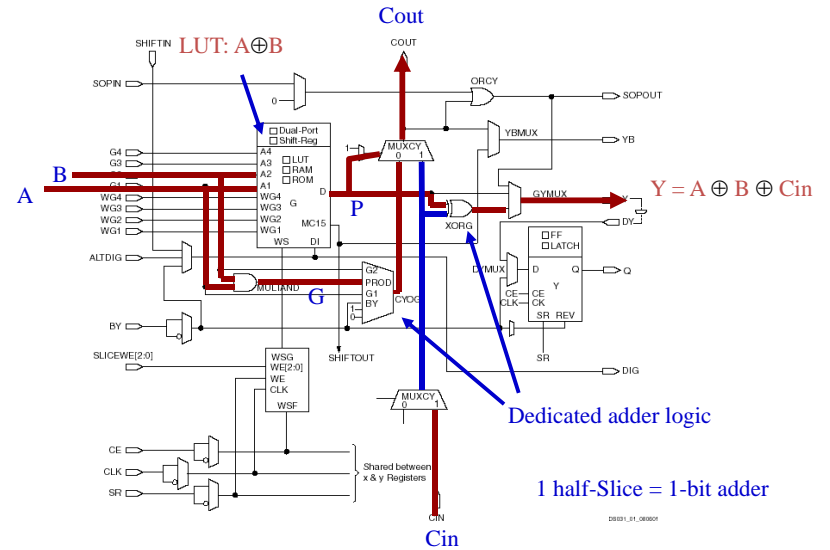 Cout
SHIFTIN
LUT: A⊕B
COUT
ORCY
SOPIN
0
SOPOUT
Dual-Port
Shift-Reg
YBMUX
YB
1
MUXCY
0 1
G4
G3
A4
A3
A2
A1
WG4
WG3
WG2
WG1
LUT
RAM
ROM
G
D
MC15
WS DI
B
A
G1
WG4
WG3
WG2
WG1
P
GYMUX
XORG
Y = A ⊕ B ⊕ Cin
DY
FF
LATCH
DYMUX
D
Q
Q
Y
CE
CE
CLK
CK
SR REV
SR
ALTDIG
MULTAND
G
G2
PROD
G1
BY
1
0
CYOG
BY
SLICEWE[2:0]
WSG
WE[2:0]
WE
CLK
WSF
SHIFTOUT
DIG
MUXCY
0 1
Dedicated adder logic
CE
CLK
SR
Shared between
x & y Registers
1 half-Slice = 1-bit adder
CIN
DS031_01_080601
Cin